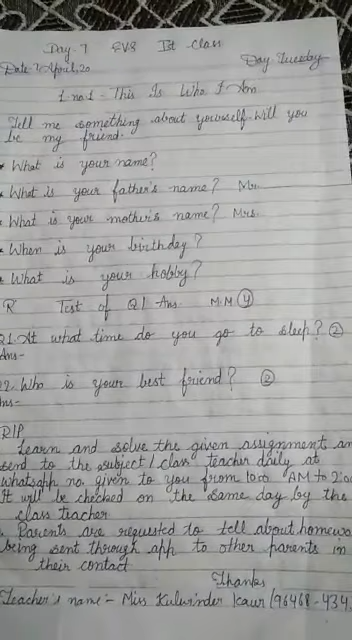 Day-7 EVS Ist Class
Date 7 April, 20 Day Tuesday
L.no.1- This Is Who I Am
Tell me something about yourself. Will you
be my friend.
* What is your name?
* What is your father's name? Mr.
* What is your mother's name? Mrs.
* When is your birthday?
* What is your hobby?
R Test of Q1 Ans. M.M 4
Q1. At what time do you go to sleep? 2
Ans-
2. Who is your best friend? 2
ns-
R1P
Learn and solve the given assignment an
send to the subject/class teacher daily at
whatsapp no. given to you from 10:00 AM to 2:00
It will be checked on the same day by the
class teacher
. Parents are requested to tell about homewo
being sent through app to other parents in
their contact
Thanks
Teacher's name:- Miss Kulwinder Kaur (96468-434